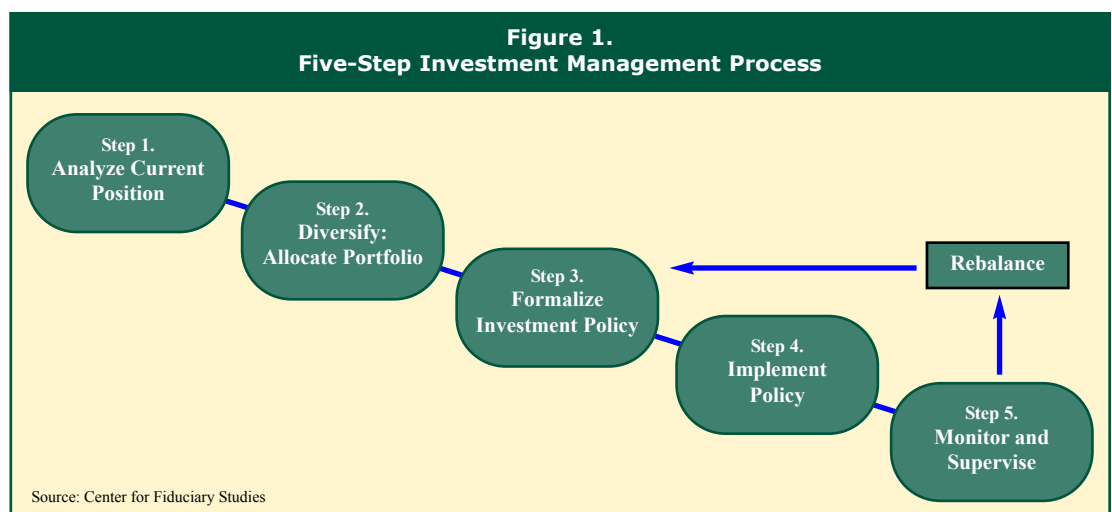 Figure 1.
Five-Step Investment Management Process
Step 1.
Analyze Current
Position
Step 2.
Diversify:
Allocate Portfolio
Step 3.
Formalize
Investment Policy
Rebalance
Step 4.
Implement
Policy
Step 5.
Monitor and
Supervise
Source: Center for Fiduciary Studies